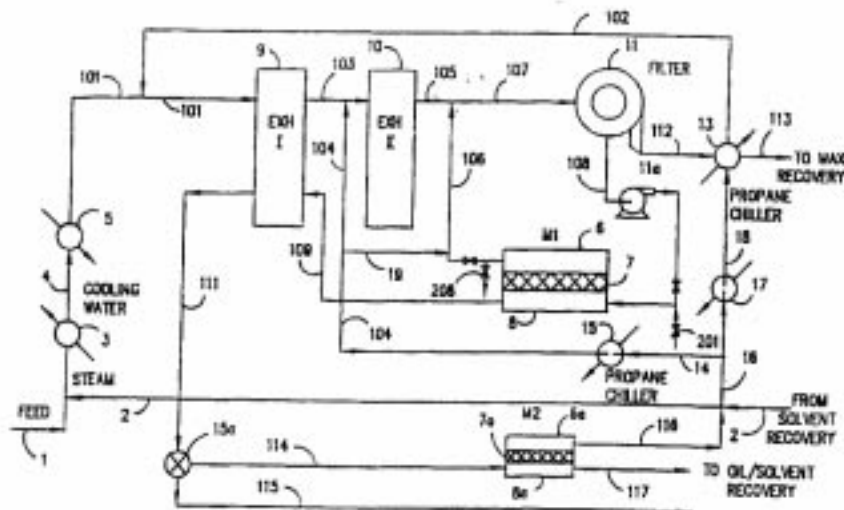 102
9
10
11
FILTER
101
101
103
105
107
EXH
I
EXH
II
112
13
113
TO WAX
RECOVERY
104
106
108
11a
PROPANE
CHILLER
5
4
COOLING
WATER
3
111
109
19
208
M1
6
7
8
18
17
201
104
15
14
16
PROPANE
CHILLER
STEAM
FEED
1
2
FROM
SOLVENT
RECOVERY
2
M2
7a
6a
8a
116
15a
114
117
TO OIL/SOLVENT
RECOVERY
115